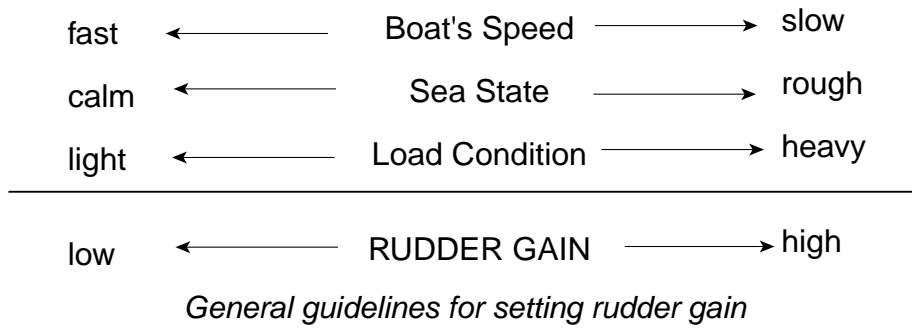 fast Boat's Speed slow
calm Sea State rough
light Load Condition heavy
low RUDDER GAIN high
General guidelines for setting rudder gain